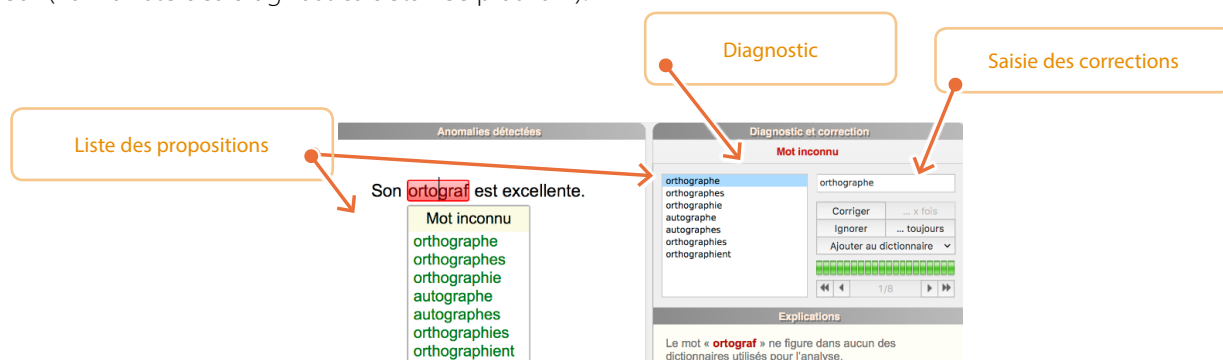 Diagnostic
Saisie des corrections
Liste des propositions
Anomalies détectées
Son ortograf est excellente.
Mot inconnu
orthographe
orthographes
orthographie
autographe
autographes
orthographies
orthographient
Diagnostic et correction
Mot inconnu
orthographe
orthographes
orthographie
autographe
autographes
orthographies
orthographient
orthographe
Corriger ... x fois
Ignorer ... toujours
Ajouter au dictionnaire
1/8
Explications
Le mot « ortograf » ne figure dans aucun des
dictionnaires utilisés pour l'analyse.